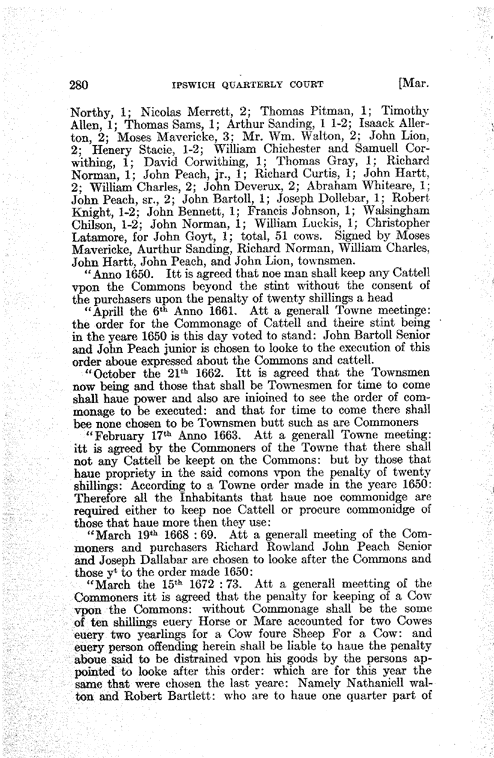 280 IPSWICH QUARTERLY COURT [Mar.
Northy, 1; Nicolas Merrett, 2; Thomas Pitman, 1; Timothy
Allen, 1; Thomas Sams, 1; Arthur Sanding, 1 1-2; Isaack Aller-
ton, 2; Moses Mavericke, 3; Mr. Wm. Walton, 2; John Lion,
2; Henery Stacie, 1-2; William Chichester and Samuell Cor-
withing, 1; David Corwithing, 1; Thomas Gray, 1; Richard
Norman, 1; John Peach, jr., 1; Richard Curtis, 1; John Hartt,
2; William Charles, 2; John Deverux, 2; Abraham Whiteare, 1;
John Peach, sr., 2; John Bartoll, 1; Joseph Dollebar, 1; Robert
Knight, 1-2; John Bennett, 1; Francis Johnson, 1; Walsingham
Chilson, 1-2; John Norman, 1; William Luckis, 1; Christopher
Latamore, for John Goyt, 1; total, 51 cows. Signed by Moses
Mavericke, Aurthur Sanding, Richard Norman, William Charles,
John Hartt, John Peach, and John Lion, townsmen.
"Anno 1650. Itt is agreed that noe man shall keep any Cattell
vpon the Commons beyond the stint without the consent of
the purchasers upon the penalty of twenty shillings a head
"Aprill the 6th Anno 1661. Att a generall Towne meetinge:
the order for the Commonage of Cattell and theire stint being
in the yeare 1650 is this day voted to stand: John Bartoll Senior
and John Peach junior is chosen to looke to the execution of this
order aboue expressed about the Commons and cattell.
"October the 21th 1662. Itt is agreed that the Townsmen
now being and those that shall be Townesmen for time to come
shall haue power and also are inioined to see the order of com-
monage to be executed: and that for time to come there shall
bee none chosen to be Townsmen butt such as are Commoners
"February 17th Anno 1663. Att a generall Towne meeting:
itt is agreed by the Commoners of the Towne that there shall
not any Cattell be keept on the Commons: but by those that
haue propriety in the said comons vpon the penalty of twenty
shillings: According to a Towne order made in the yeare 1650:
Therefore all the Inhabitants that haue noe commonidge are
required either to keep noe Cattell or procure commonidge of
those that haue more then they use:
"March 19th 1668 : 69. Att a generall meeting of the Com-
moners and purchasers Richard Rowland John Peach Senior
and Joseph Dallabar are chosen to looke after the Commons and
those yt to the order made 1650:
"March the 15th 1672 : 73. Att a generall meetting of the
Commoners itt is agreed that the penalty for keeping of a Cow
vpon the Commons: without Commonage shall be the some
of ten shillings euery Horse or Mare accounted for two Cowes
euery two yearlings for a Cow foure Sheep For a Cow: and
euery person offending herein shall be liable to haue the penalty
aboue said to be distrained vpon his goods by the persons ap-
pointed to looke after this order: which are for this year the
same that were chosen the last yeare: Namely Nathaniell wal-
ton and Robert Bartlett: who are to haue one quarter part of